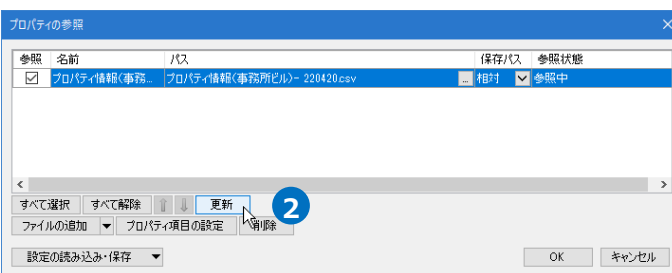 プロパティの参照
参照 名前 パス 保存パス 参照状態
プロパティ情報(事務... プロパティ情報(事務所ビル)- 220420.csv ... 相対 参照中
すべて選択 すべて解除 更新 2
ファイルの追加 プロパティ項目の設定 削除
設定の読み込み・保存 OK キャンセル